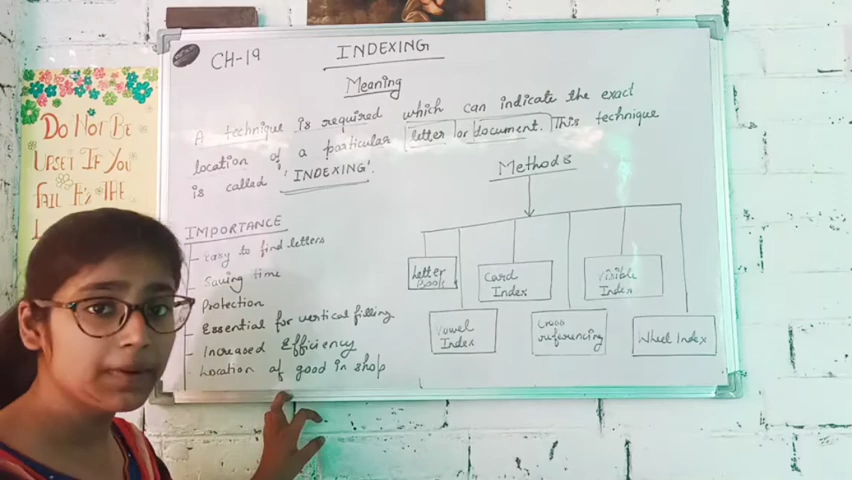 CH-19
INDEXING
Meaning
A technique is required which can indicate the exact
location of a particular letter or document. This technique
is called 'INDEXING'.
Methods
IMPORTANCE
- Easy to find letters
- Saving time
- Protection
- Essential for vertical filling
- Increased Efficiency
- Location of good in shop
Letter
Book
Card
Index
Visible
Index
Vowel
Index
Cross
referencing
Wheel Index
DO NOT BE
UPSET IF YOU
FAIL IT'S THE